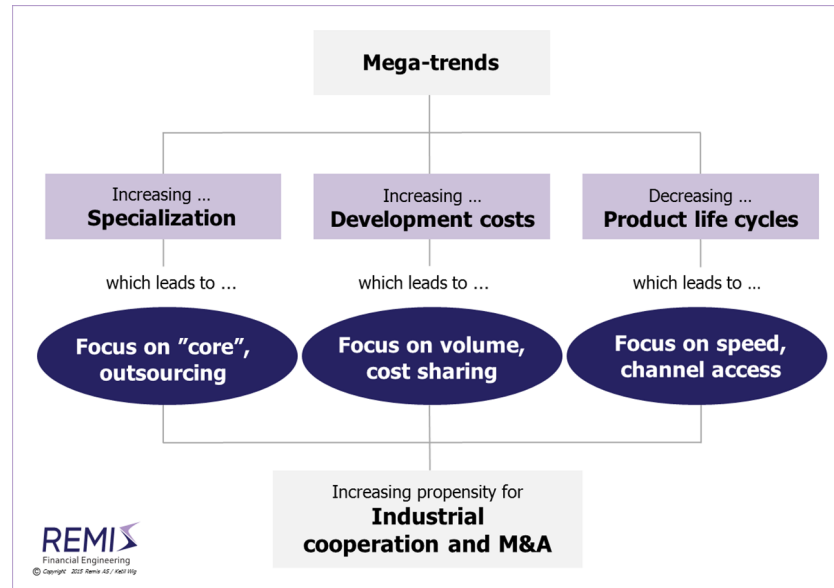 Mega-trends
Increasing ...
Specialization
Increasing ...
Development costs
Decreasing ...
Product life cycles
which leads to ...
which leads to ...
which leads to ...
Focus on ”core”,
outsourcing
Focus on volume,
cost sharing
Focus on speed,
channel access
Increasing propensity for
Industrial
cooperation and M&A
REMIS
Financial Engineering
© Copyright 2015 Remis AS / Ketil Wig